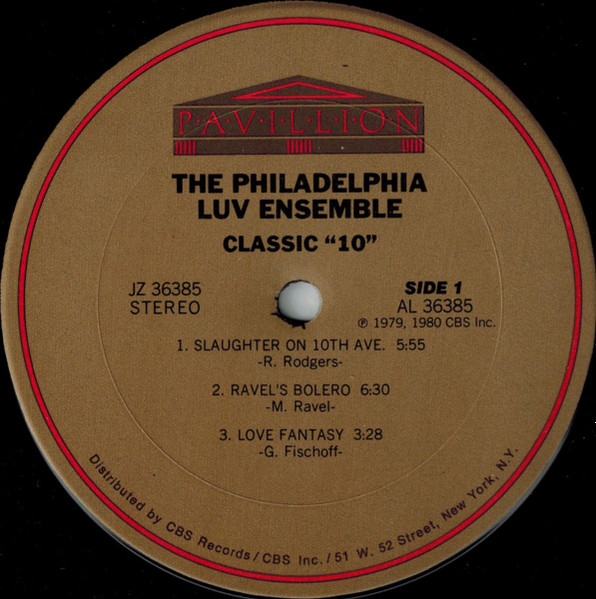 P·A·V·I·L·L·I·O·N
THE PHILADELPHIA
LUV ENSEMBLE
CLASSIC “10”
JZ 36385
STEREO
SIDE 1
AL 36385
℗ 1979, 1980 CBS Inc.
1. SLAUGHTER ON 10TH AVE. 5:55
-R. Rodgers-
2. RAVEL'S BOLERO 6:30
-M. Ravel-
3. LOVE FANTASY 3:28
-G. Fischoff-
Distributed by CBS Records/CBS Inc./51 W. 52 Street, New York, N.Y.